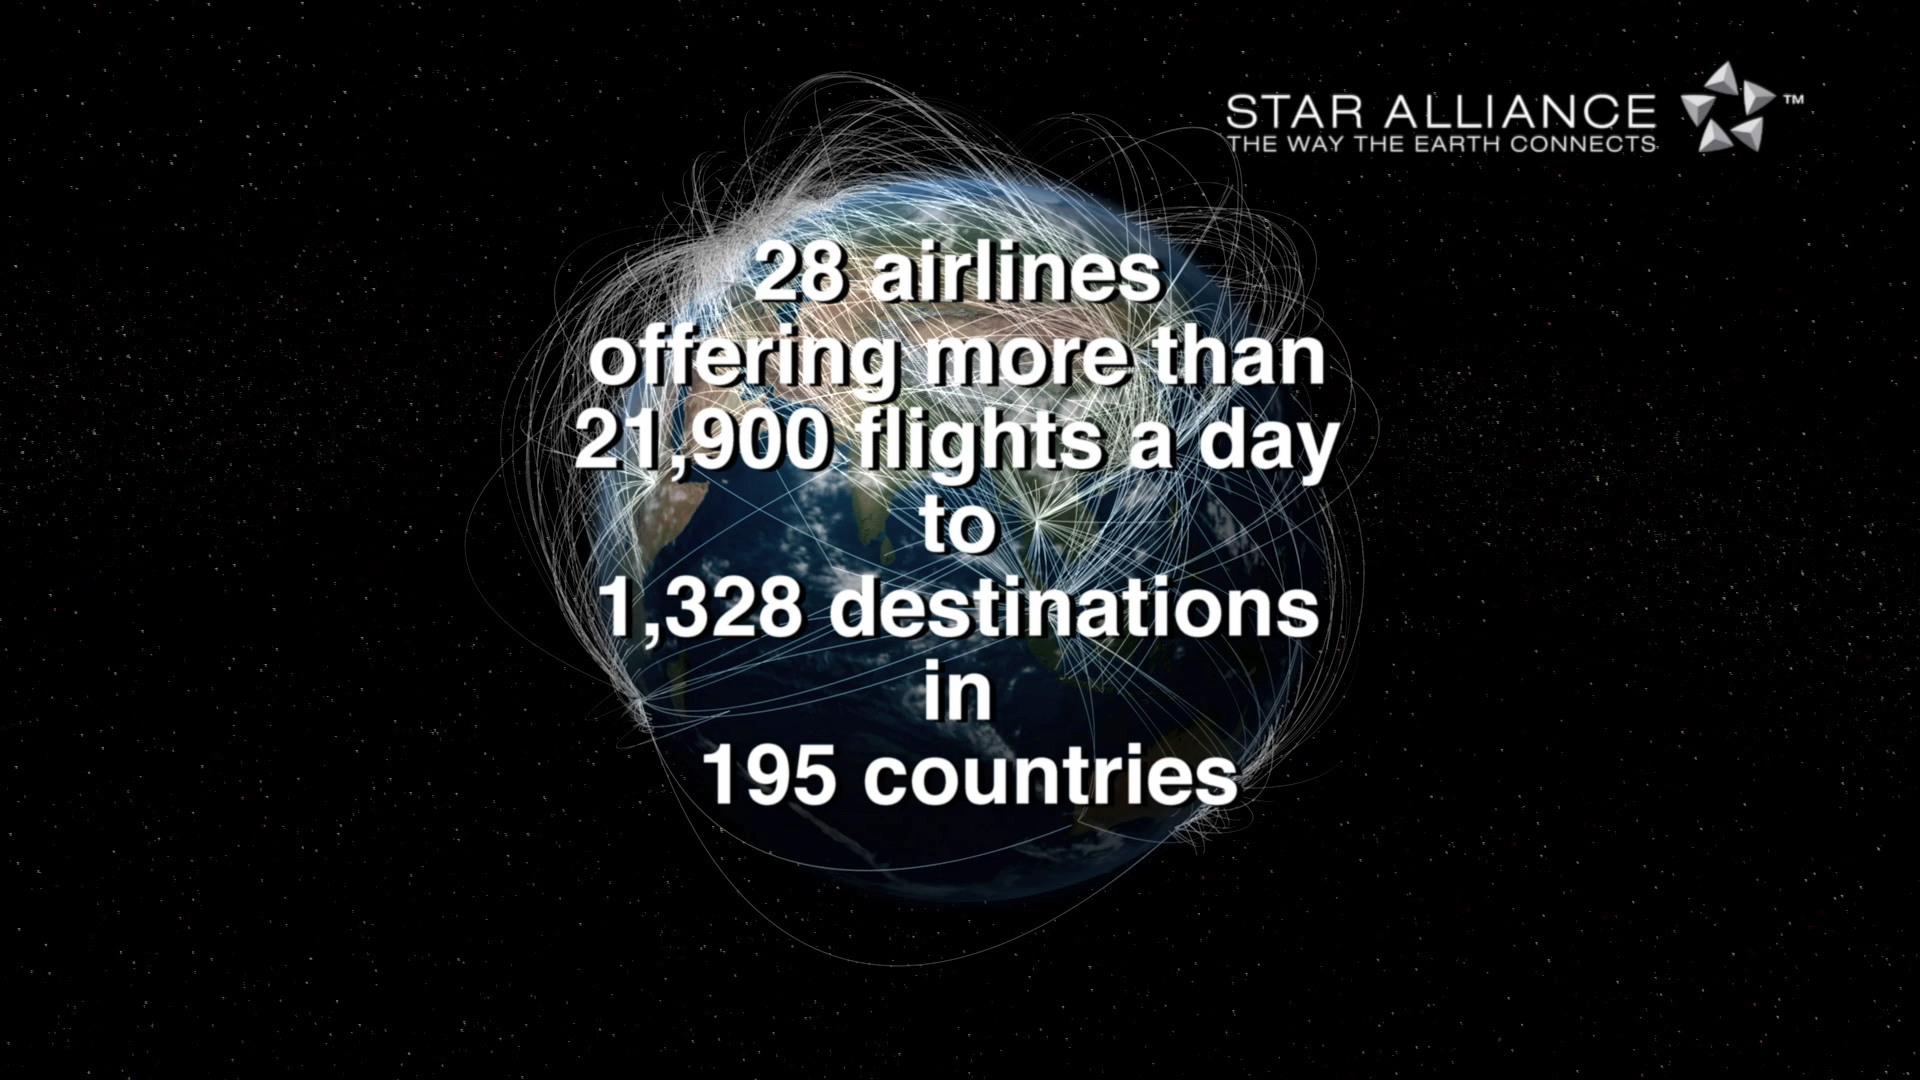 STAR ALLIANCE ™
THE WAY THE EARTH CONNECTS
28 airlines
offering more than
21,900 flights a day
to
1,328 destinations
in
195 countries